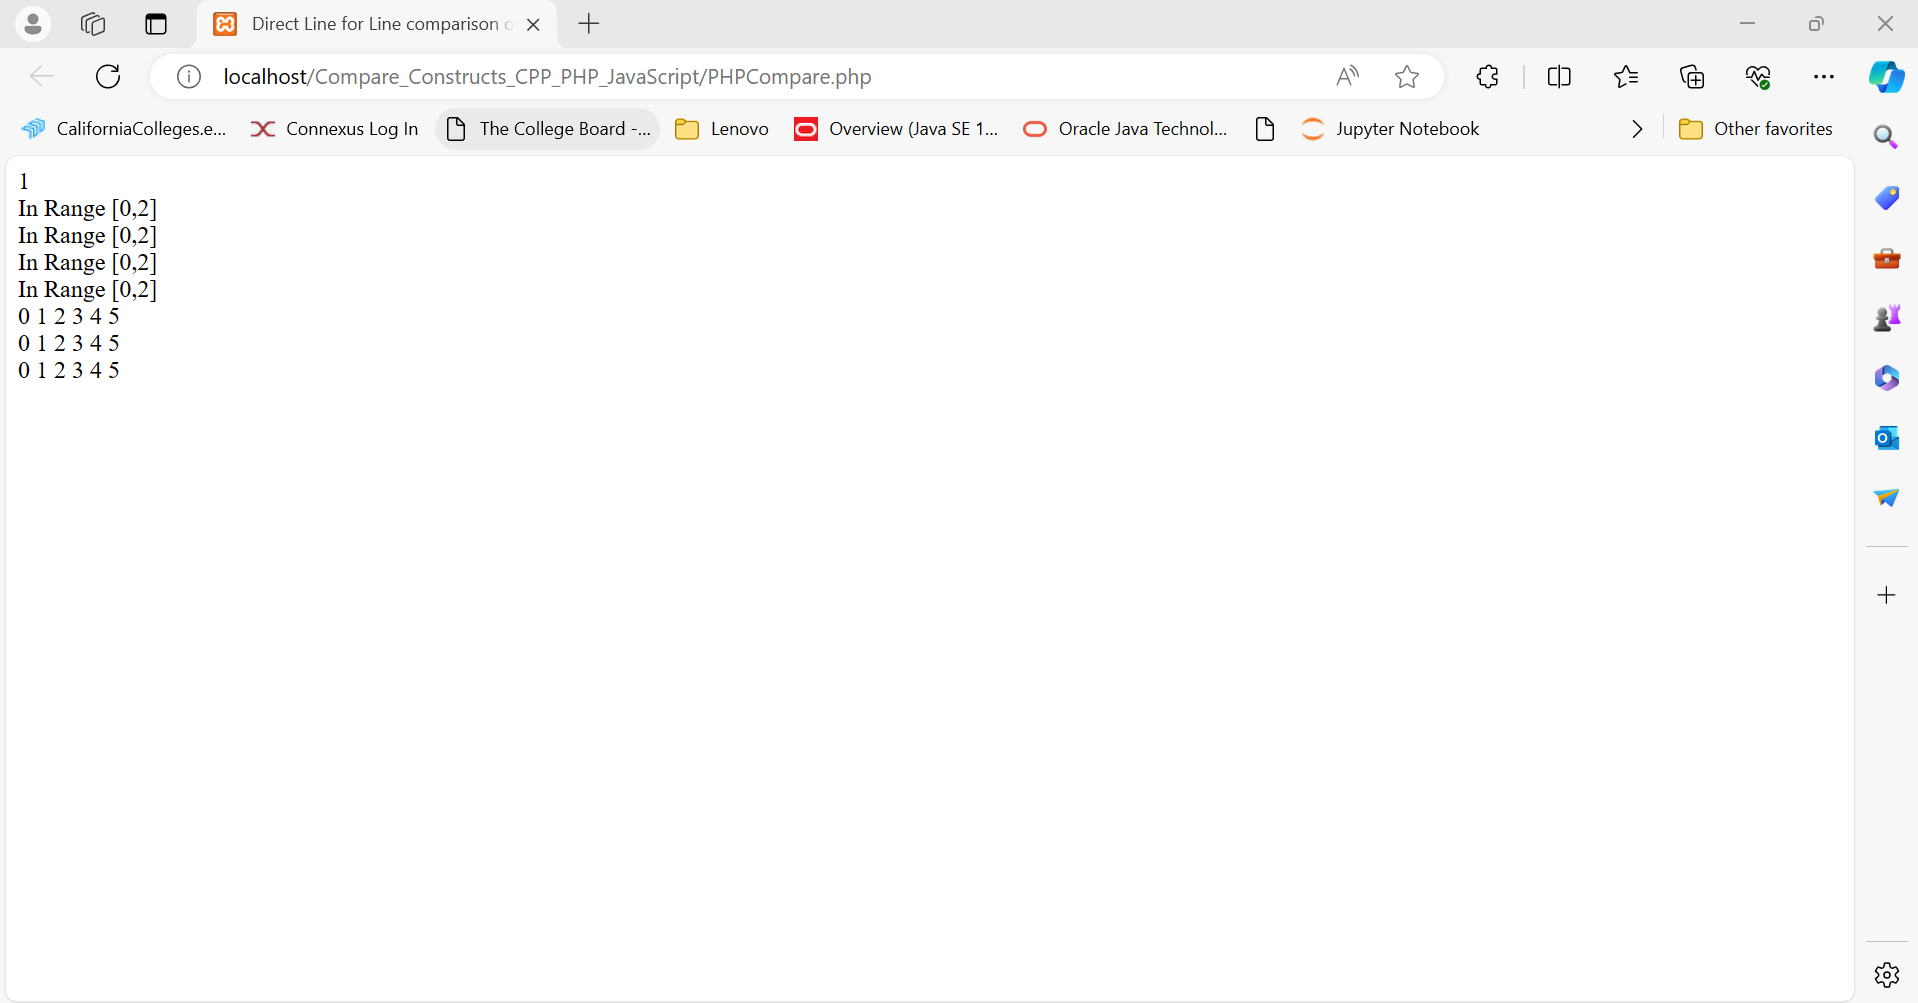 Direct Line for Line comparison
localhost/Compare_Constructs_CPP_PHP_JavaScript/PHPCompare.php
CaliforniaColleges.e... Connexus Log In The College Board -... Lenovo Overview (Java SE 1... Oracle Java Technol... Jupyter Notebook Other favorites
1
In Range [0,2]
In Range [0,2]
In Range [0,2]
In Range [0,2]
0 1 2 3 4 5
0 1 2 3 4 5
0 1 2 3 4 5